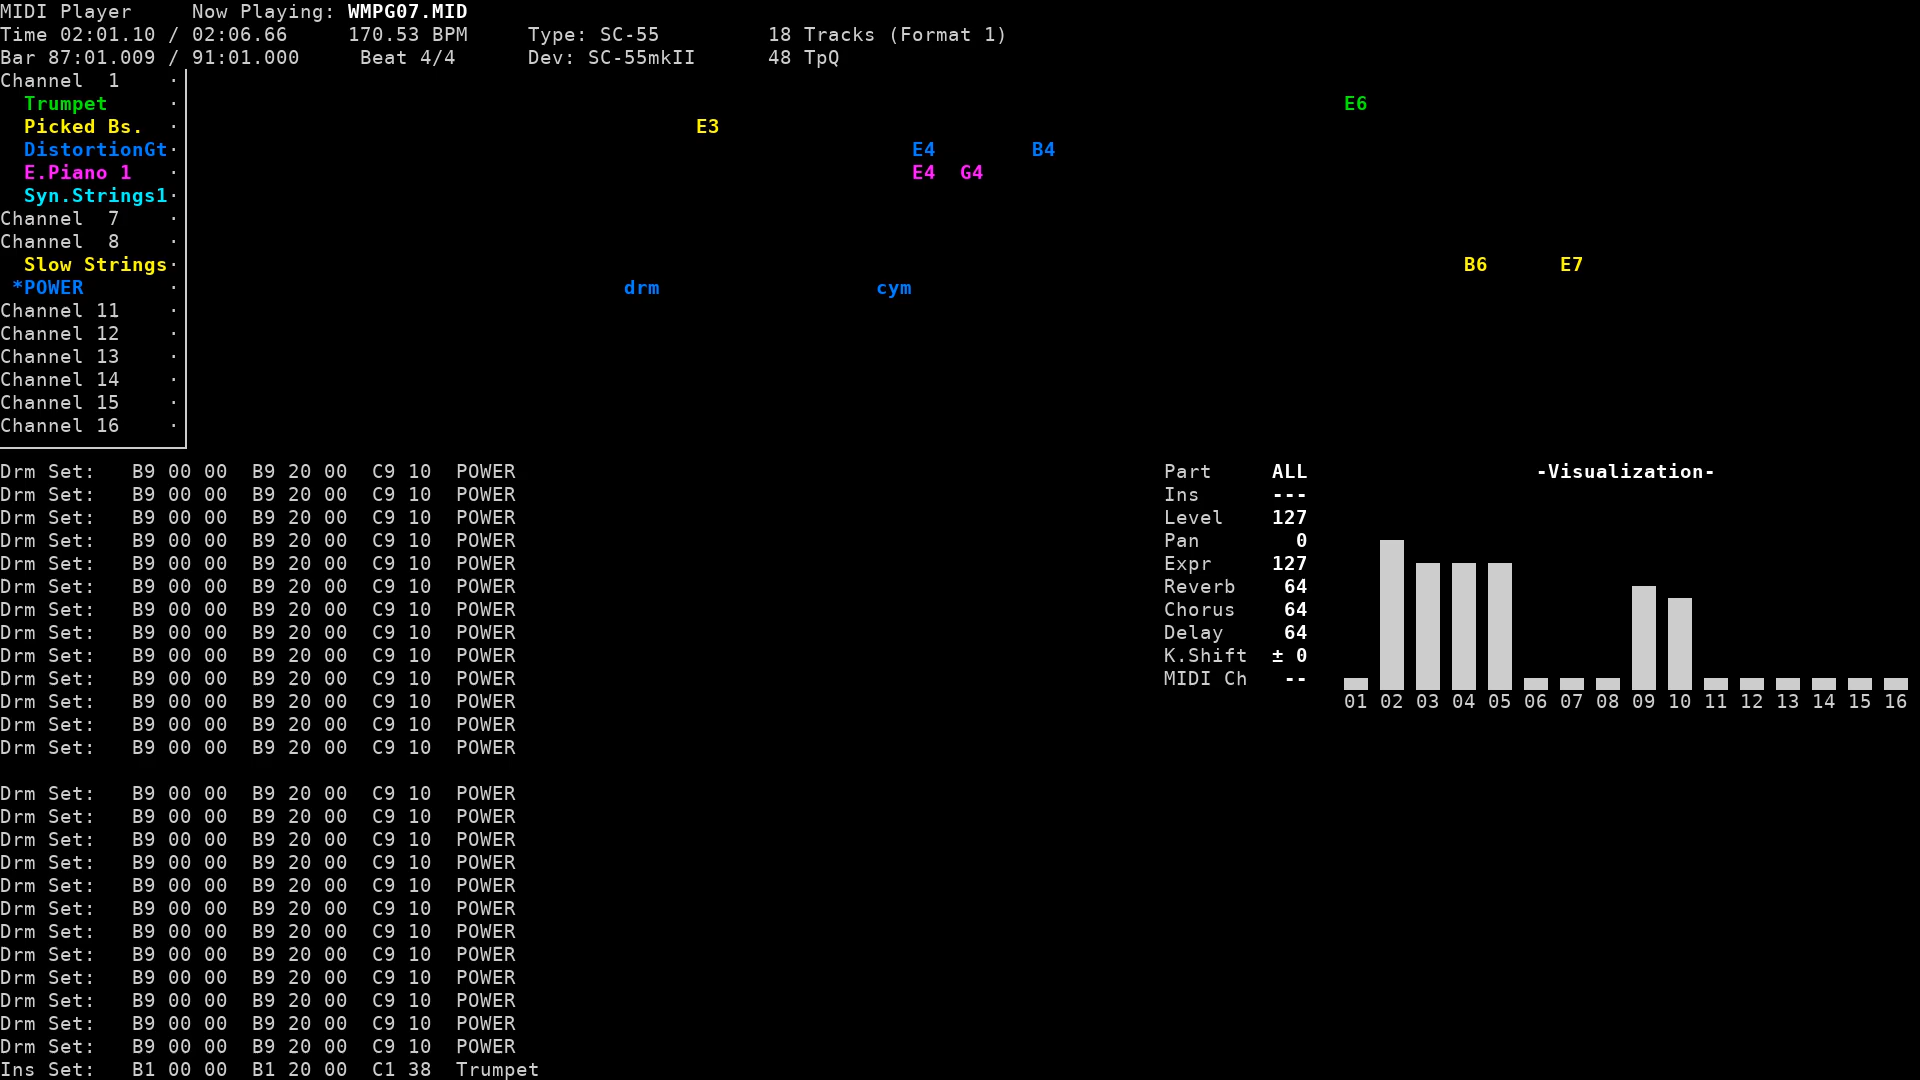 MIDI Player     Now Playing: WMPG07.MID
Time 02:01.10 / 02:06.66     170.53 BPM     Type: SC-55         18 Tracks (Format 1)
Bar 87:01.009 / 91:01.000     Beat 4/4      Dev: SC-55mkII      48 TpQ
Channel  1    ·
Trumpet     ·     E6
Picked Bs.  ·     E3
DistortionGt·     E4     B4
E.Piano 1   ·     E4  G4
Syn.Strings1·
Channel  7    ·
Channel  8    ·
Slow Strings·     B6     E7
*POWER       ·     drm     cym
Channel 11    ·
Channel 12    ·
Channel 13    ·
Channel 14    ·
Channel 15    ·
Channel 16    ·
Drm Set:   B9 00 00  B9 20 00  C9 10  POWER     Part     ALL     -Visualization-
Drm Set:   B9 00 00  B9 20 00  C9 10  POWER     Ins      ---
Drm Set:   B9 00 00  B9 20 00  C9 10  POWER     Level    127
Drm Set:   B9 00 00  B9 20 00  C9 10  POWER     Pan        0
Drm Set:   B9 00 00  B9 20 00  C9 10  POWER     Expr     127
Drm Set:   B9 00 00  B9 20 00  C9 10  POWER     Reverb    64
Drm Set:   B9 00 00  B9 20 00  C9 10  POWER     Chorus    64
Drm Set:   B9 00 00  B9 20 00  C9 10  POWER     Delay     64
Drm Set:   B9 00 00  B9 20 00  C9 10  POWER     K.Shift  ± 0
Drm Set:   B9 00 00  B9 20 00  C9 10  POWER     MIDI Ch   --
Drm Set:   B9 00 00  B9 20 00  C9 10  POWER     01 02 03 04 05 06 07 08 09 10 11 12 13 14 15 16
Drm Set:   B9 00 00  B9 20 00  C9 10  POWER
Drm Set:   B9 00 00  B9 20 00  C9 10  POWER
Drm Set:   B9 00 00  B9 20 00  C9 10  POWER
Drm Set:   B9 00 00  B9 20 00  C9 10  POWER
Drm Set:   B9 00 00  B9 20 00  C9 10  POWER
Drm Set:   B9 00 00  B9 20 00  C9 10  POWER
Drm Set:   B9 00 00  B9 20 00  C9 10  POWER
Drm Set:   B9 00 00  B9 20 00  C9 10  POWER
Drm Set:   B9 00 00  B9 20 00  C9 10  POWER
Drm Set:   B9 00 00  B9 20 00  C9 10  POWER
Drm Set:   B9 00 00  B9 20 00  C9 10  POWER
Drm Set:   B9 00 00  B9 20 00  C9 10  POWER
Drm Set:   B9 00 00  B9 20 00  C9 10  POWER
Drm Set:   B9 00 00  B9 20 00  C9 10  POWER
Ins Set:   B1 00 00  B1 20 00  C1 38  Trumpet